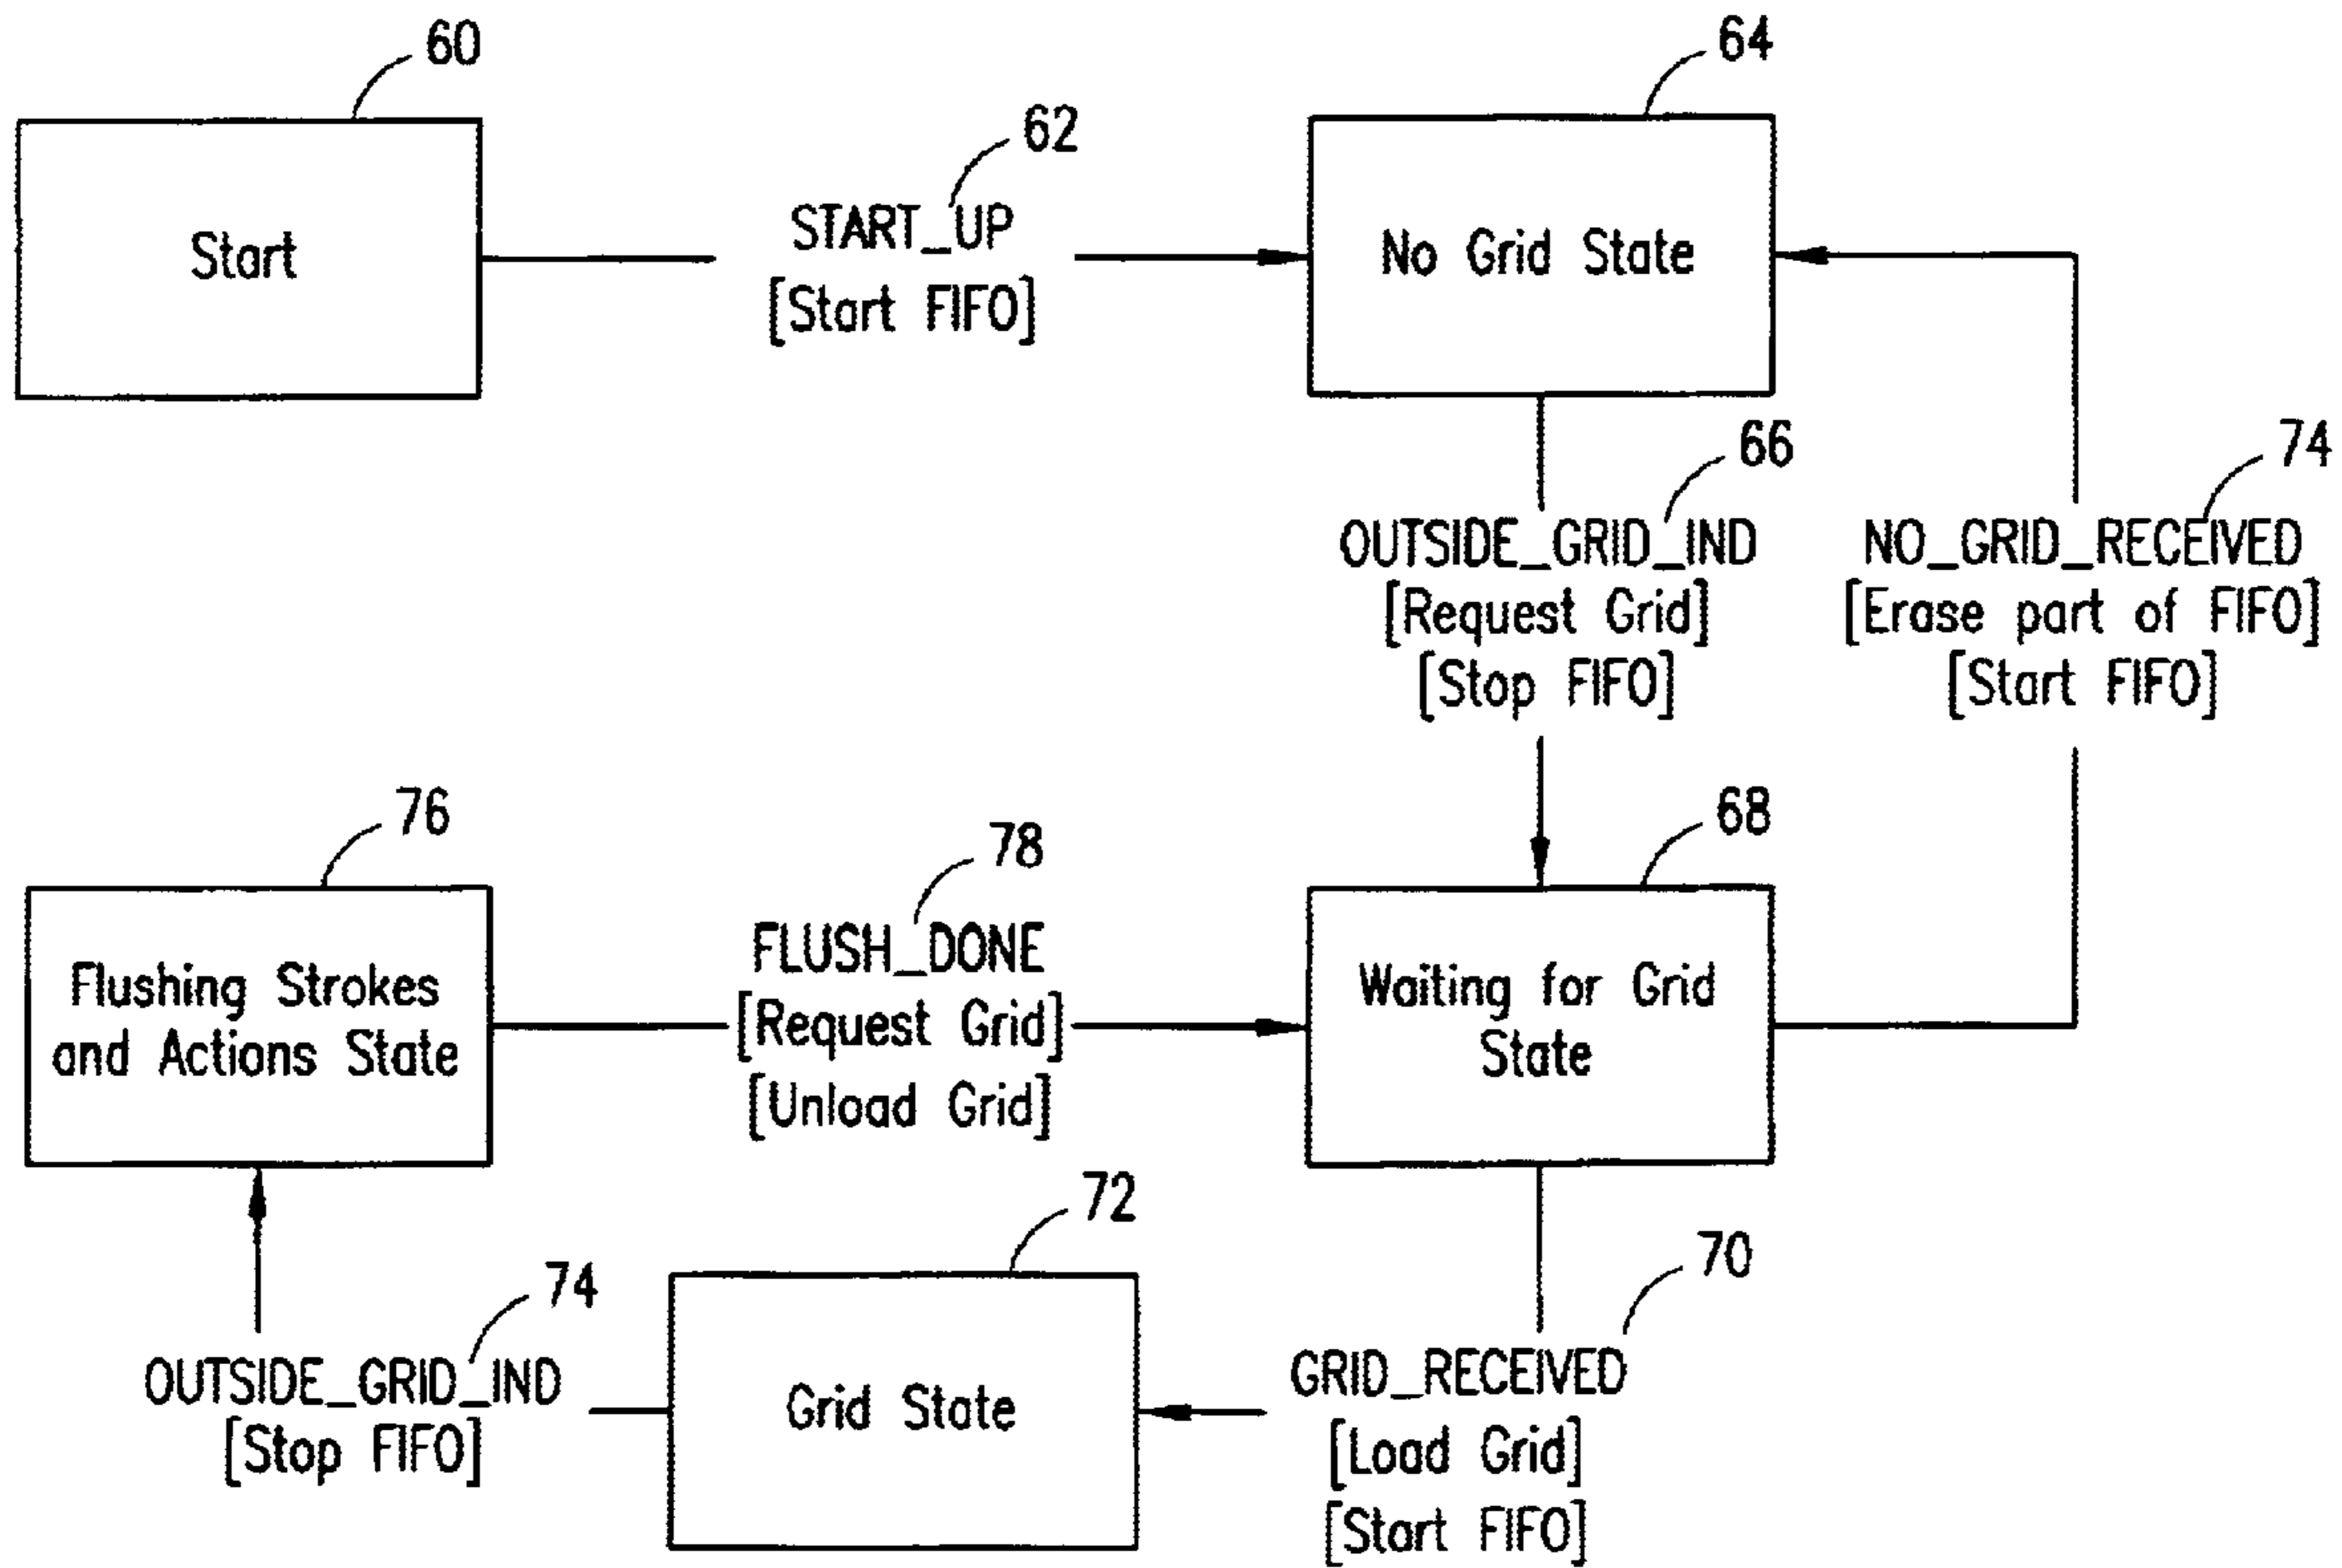 60
64
62
Start
START_UP
[Start FIFO]
No Grid State
66
74
OUTSIDE_GRID_IND
[Request Grid]
[Stop FIFO]
NO_GRID_RECEIVED
[Erase part of FIFO]
[Start FIFO]
76
78
68
Flushing Strokes
and Actions State
FLUSH_DONE
[Request Grid]
[Unload Grid]
Waiting for Grid
State
72
70
74
OUTSIDE_GRID_IND
[Stop FIFO]
Grid State
GRID_RECEIVED
[Load Grid]
[Start FIFO]